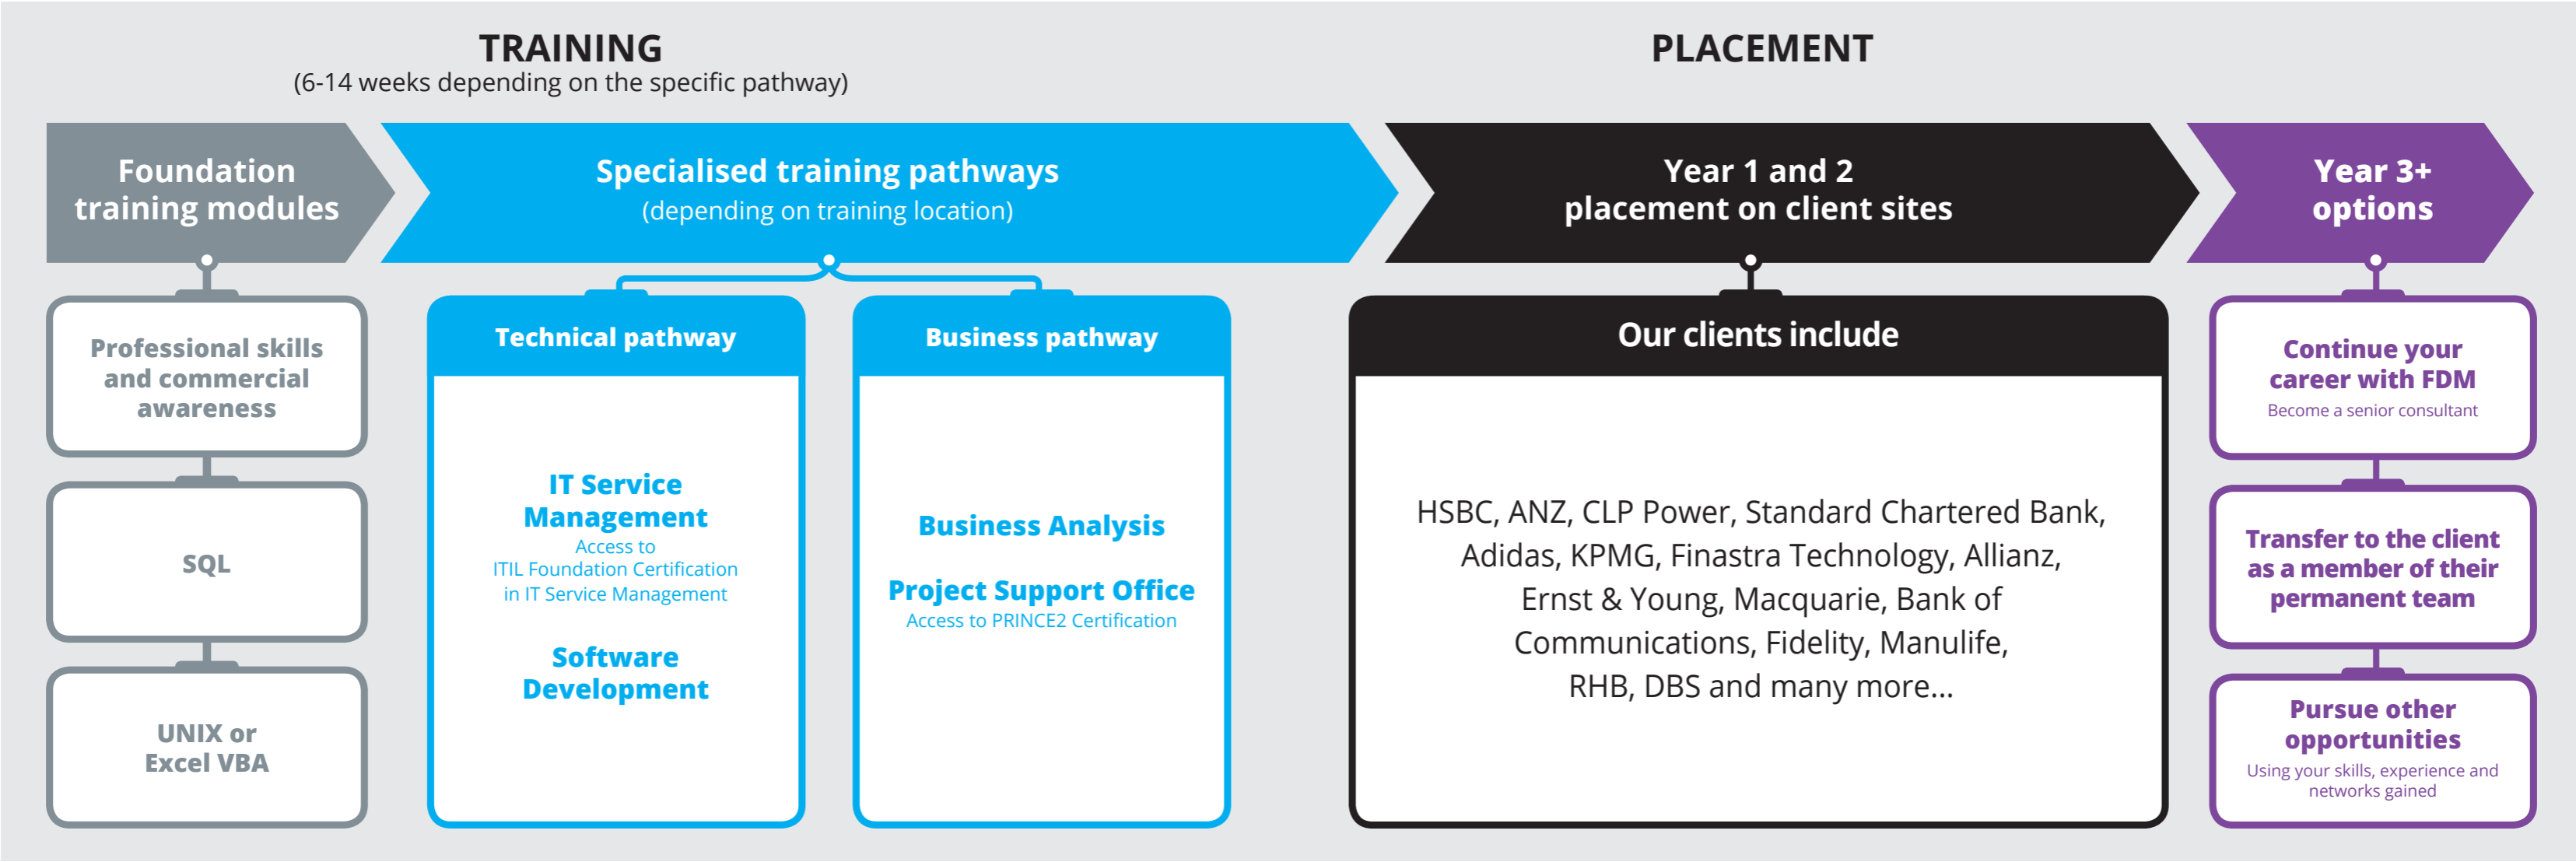 TRAINING
(6-14 weeks depending on the specific pathway)
PLACEMENT
Foundation
training modules
Specialised training pathways
(depending on training location)
Year 1 and 2
placement on client sites
Year 3+
options
Professional skills
and commercial
awareness
SQL
UNIX or
Excel VBA
Technical pathway
IT Service
Management
Access to
ITIL Foundation Certification
in IT Service Management
Software
Development
Business pathway
Business Analysis
Project Support Office
Access to PRINCE2 Certification
Our clients include
HSBC, ANZ, CLP Power, Standard Chartered Bank,
Adidas, KPMG, Finastra Technology, Allianz,
Ernst & Young, Macquarie, Bank of
Communications, Fidelity, Manulife,
RHB, DBS and many more...
Continue your
career with FDM
Become a senior consultant
Transfer to the client
as a member of their
permanent team
Pursue other
opportunities
Using your skills, experience and
networks gained